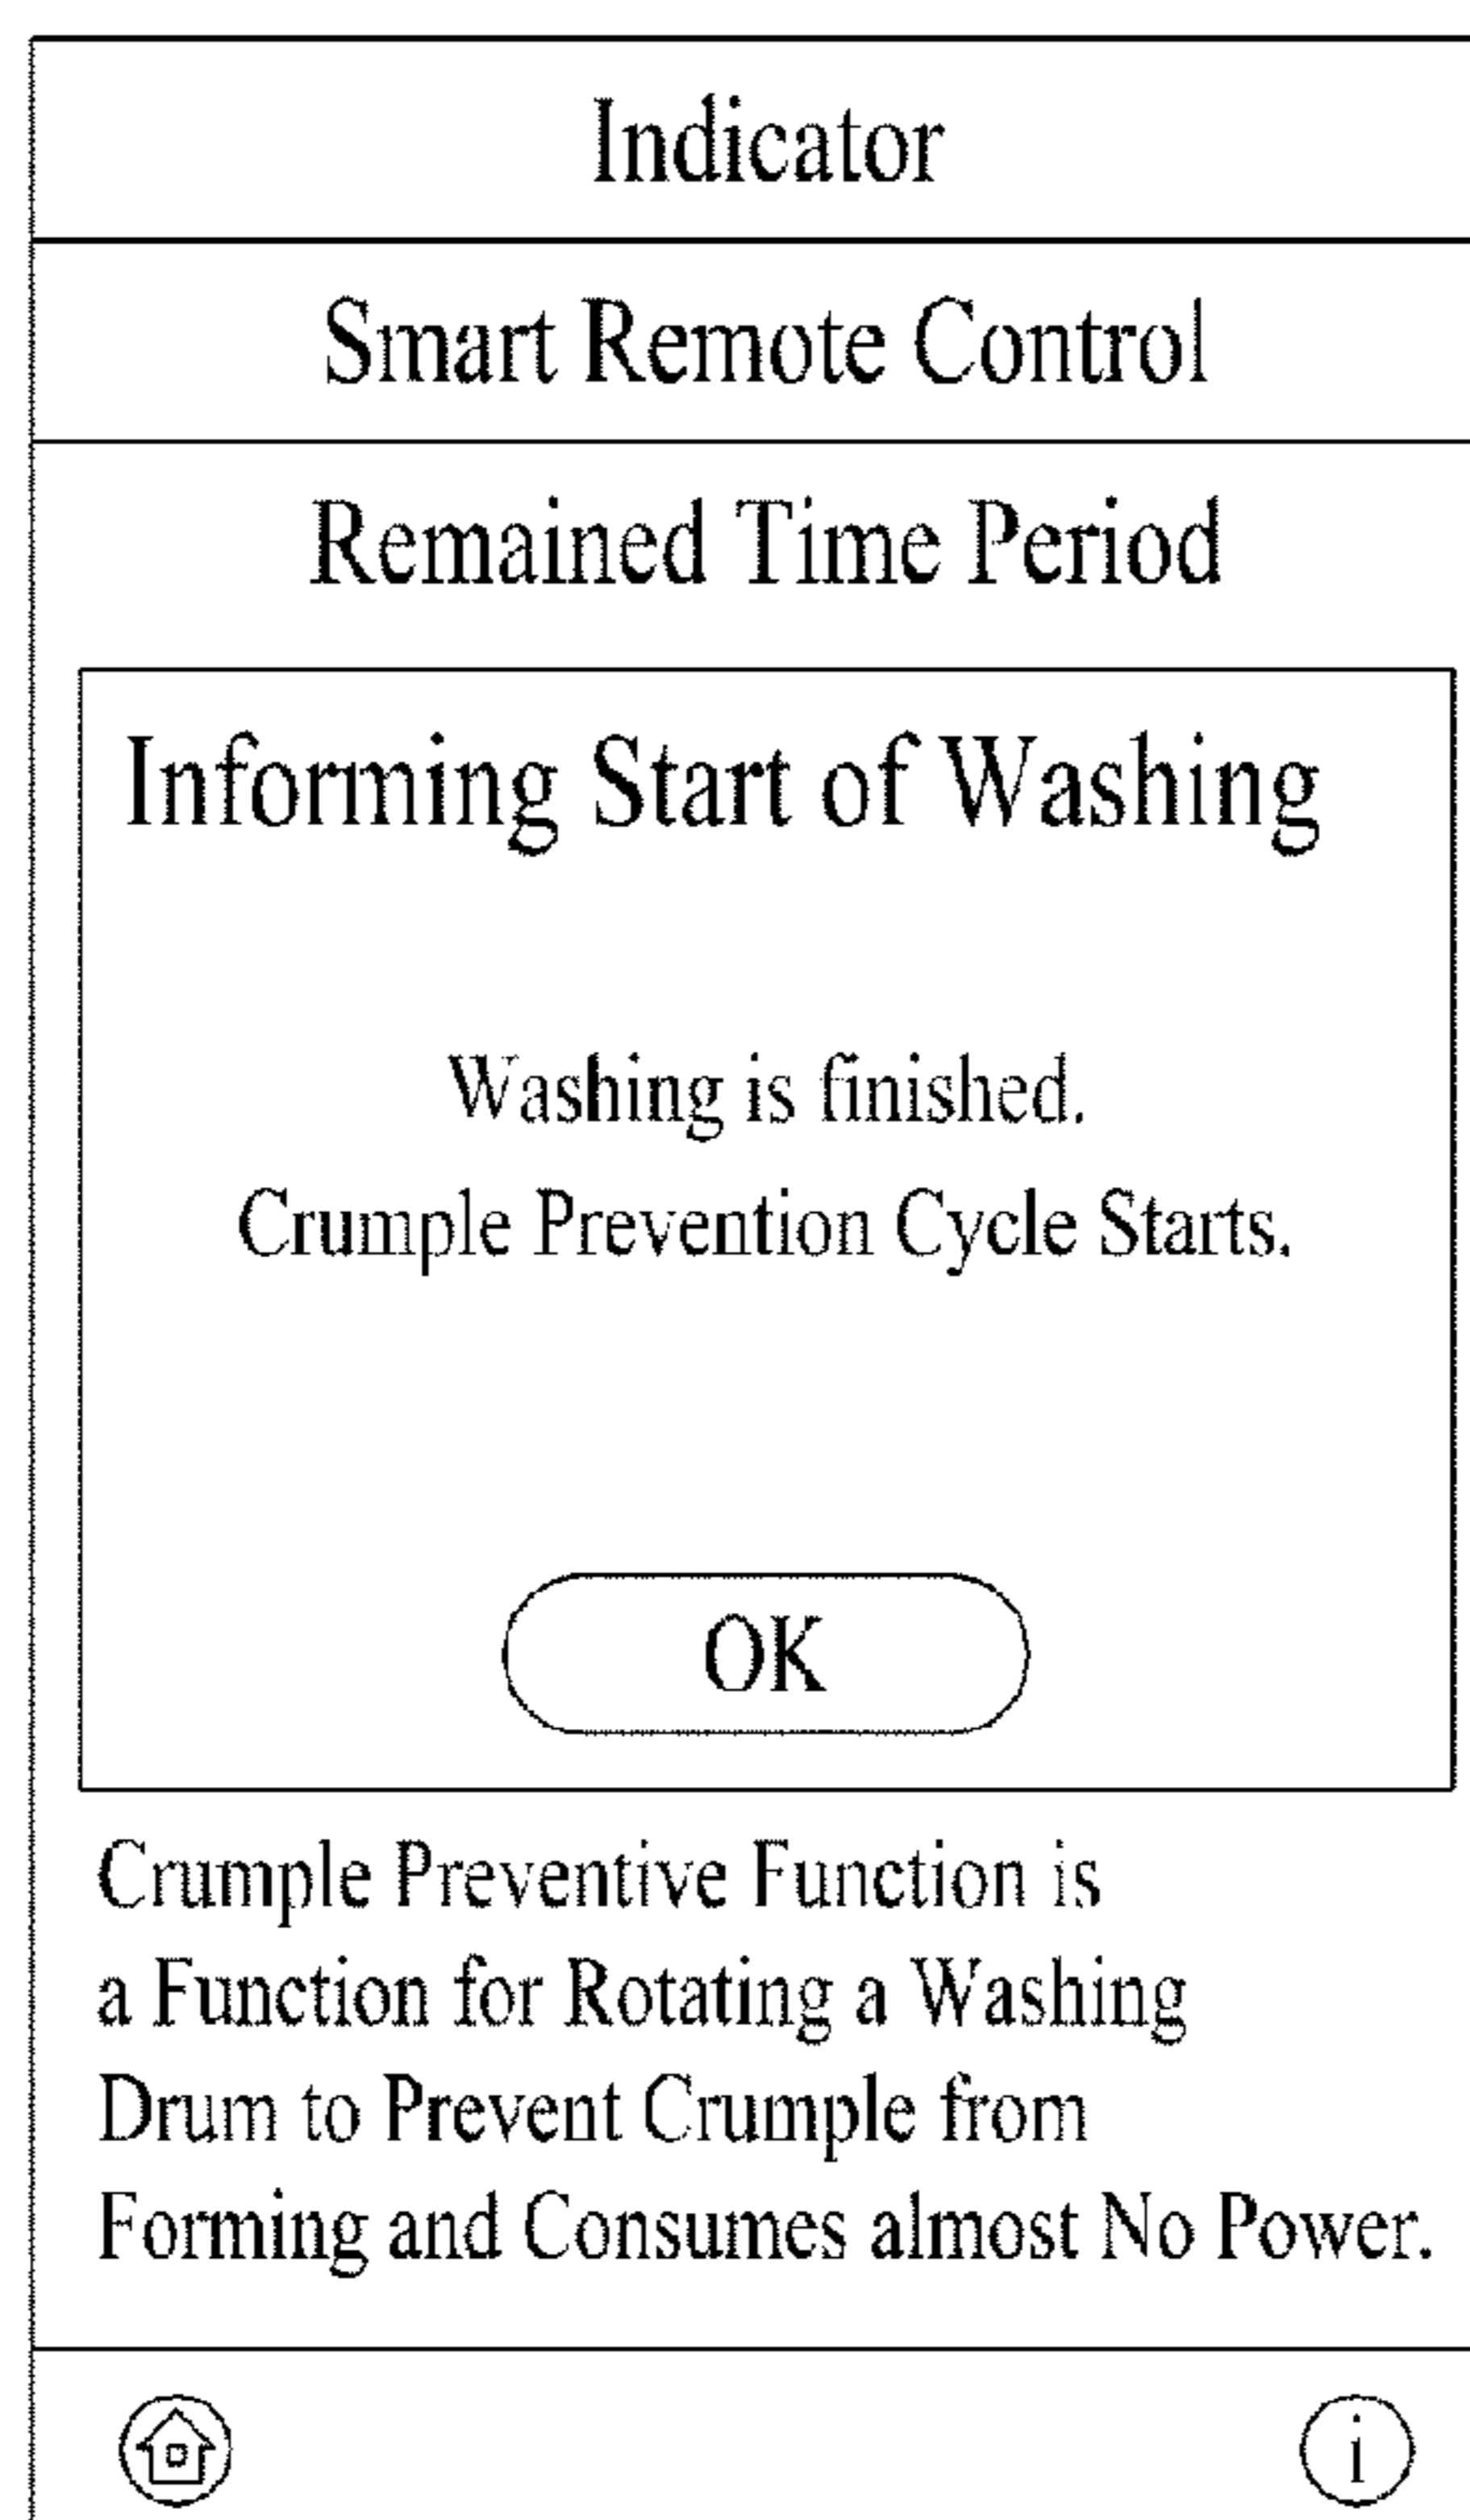 Indicator
Smart Remote Control
Remained Time Period
Informing Start of Washing
Washing is finished.
Crumple Prevention Cycle Starts.
OK
Crumple Preventive Function is
a Function for Rotating a Washing
Drum to Prevent Crumple from
Forming and Consumes almost No Power.
i